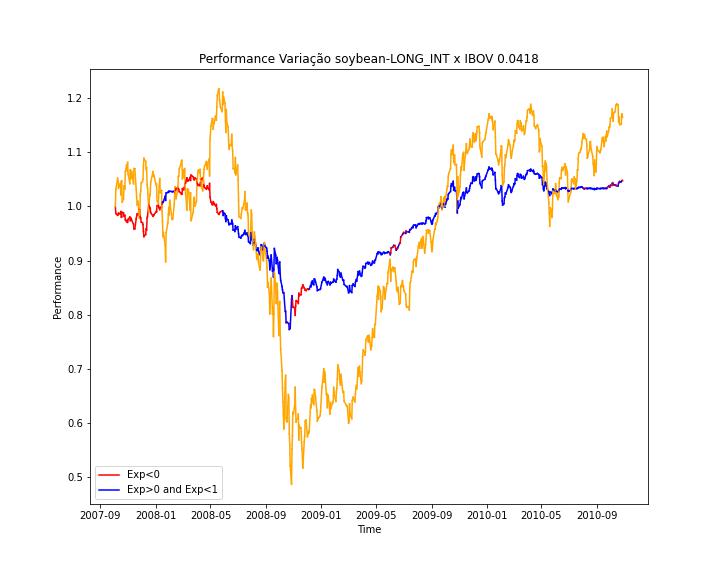 Performance Variação soybean-LONG_INT x IBOV 0.0418
Performance
1.2
1.1
1.0
0.9
0.8
0.7
0.6
0.5
Exp<0
Exp>0 and Exp<1
2007-09 2008-01 2008-05 2008-09 2009-01 2009-05 2009-09 2010-01 2010-05 2010-09
Time